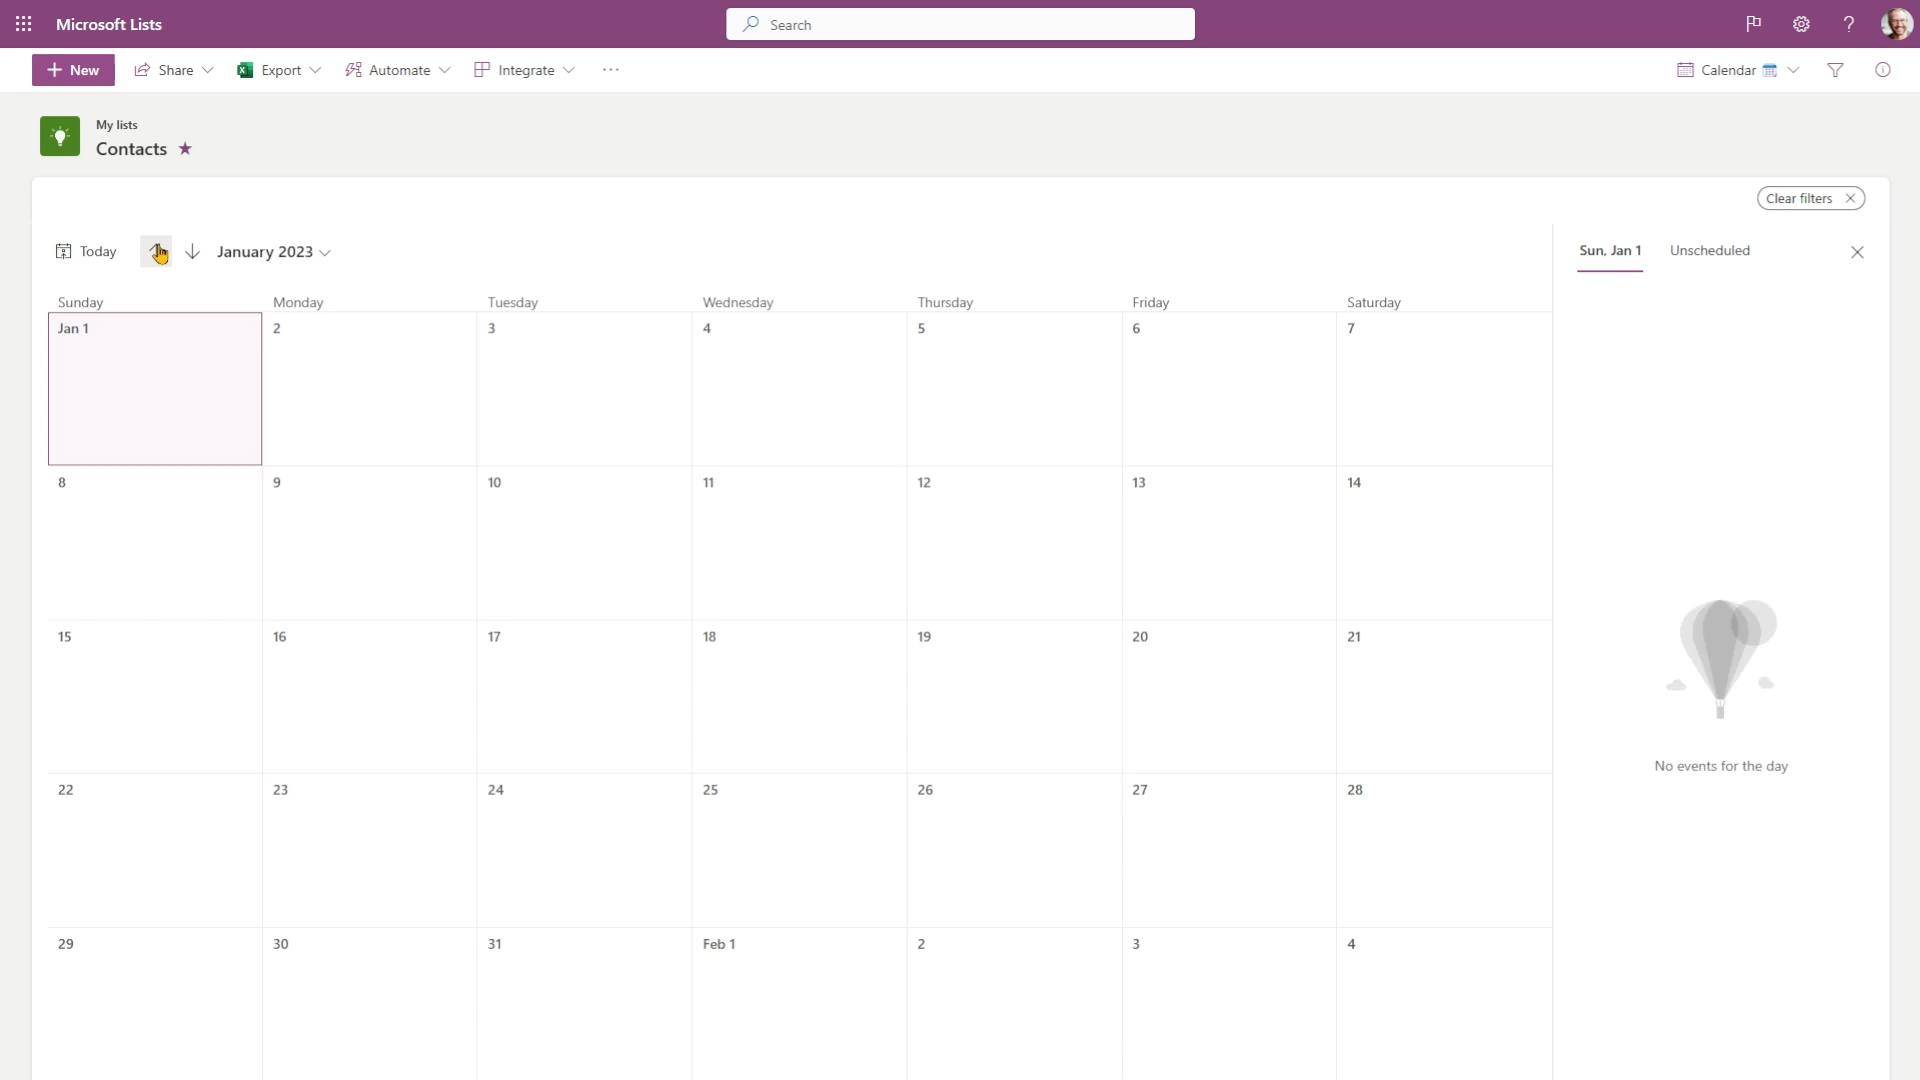 Microsoft Lists
Search
New
Share
Export
Automate
Integrate
Calendar
My lists
Contacts
Clear filters
Today
January 2023
Sun, Jan 1
Unscheduled
Sunday Monday Tuesday Wednesday Thursday Friday Saturday
Jan 1 2 3 4 5 6 7
8 9 10 11 12 13 14
15 16 17 18 19 20 21
22 23 24 25 26 27 28
29 30 31 Feb 1 2 3 4
No events for the day